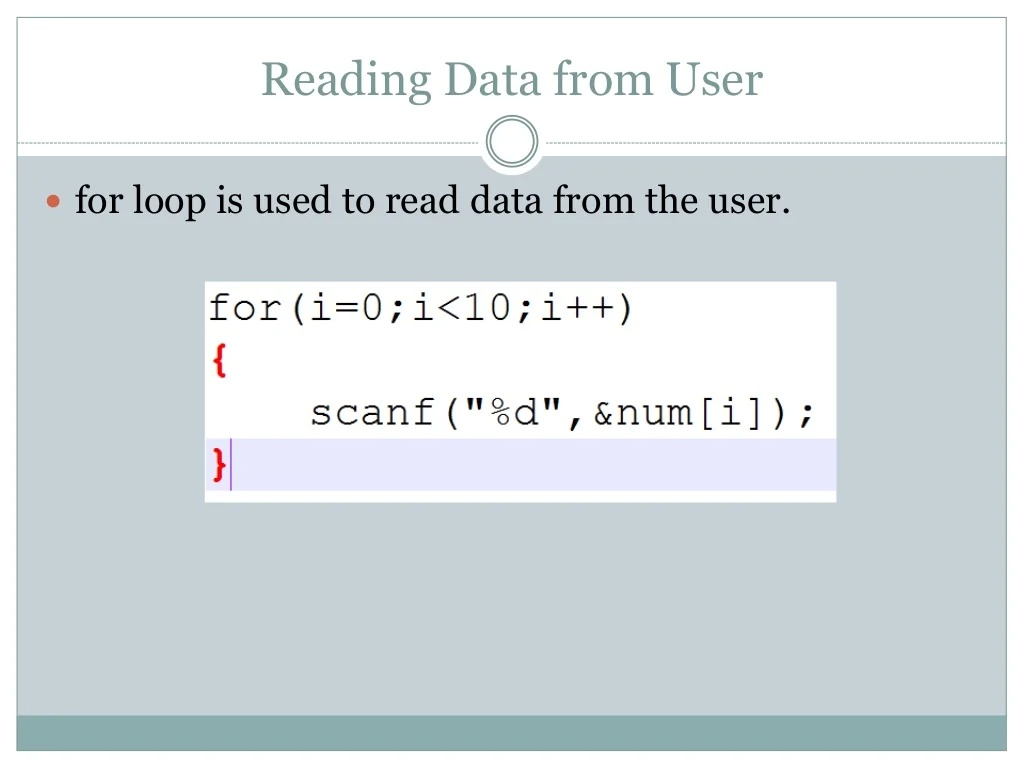 Reading Data from User
• for loop is used to read data from the user.
for(i=0;i<10;i++)
{
    scanf("%d",&num[i]);
}